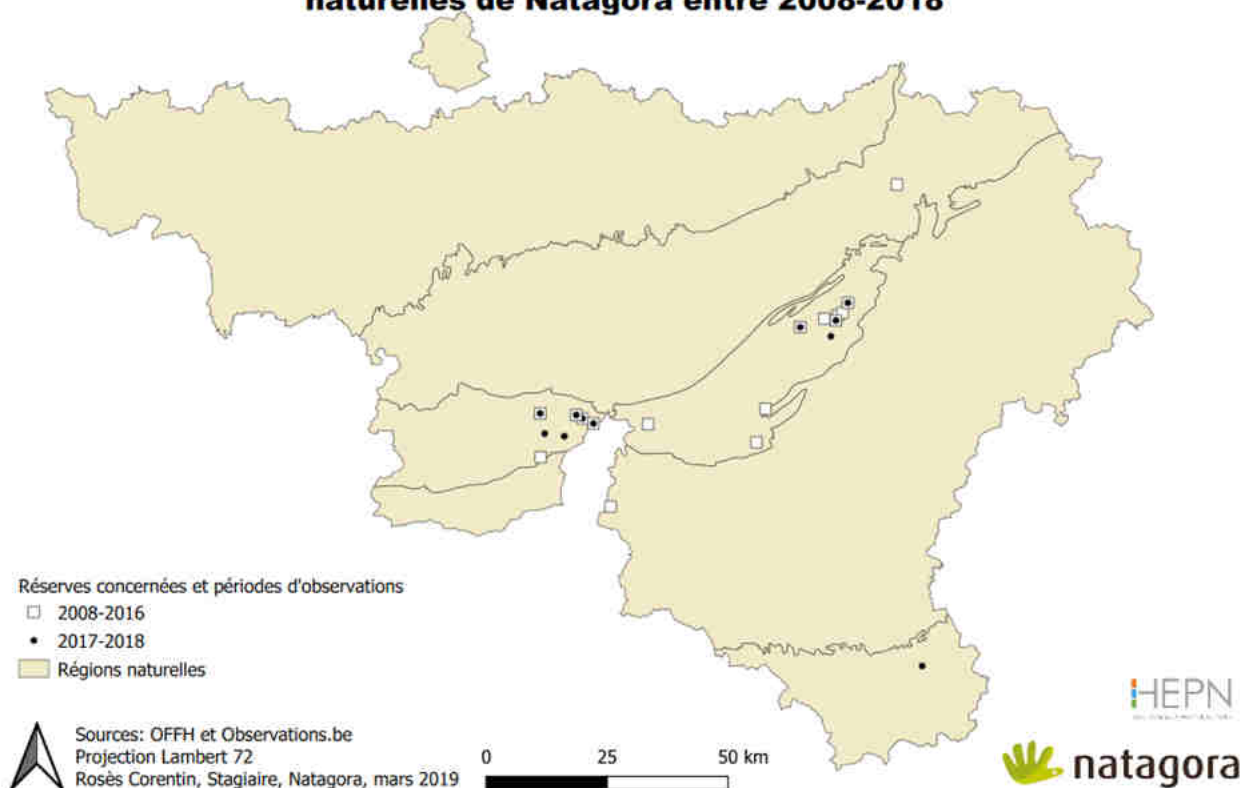 naturelles de Natagora entre 2008-2018
Réserves concernées et périodes d'observations
2008-2016
2017-2018
Régions naturelles
Sources: OFFH et Observations.be
Projection Lambert 72
Rosès Corentin, Stagiaire, Natagora, mars 2019
0 25 50 km
HEPN
natagora